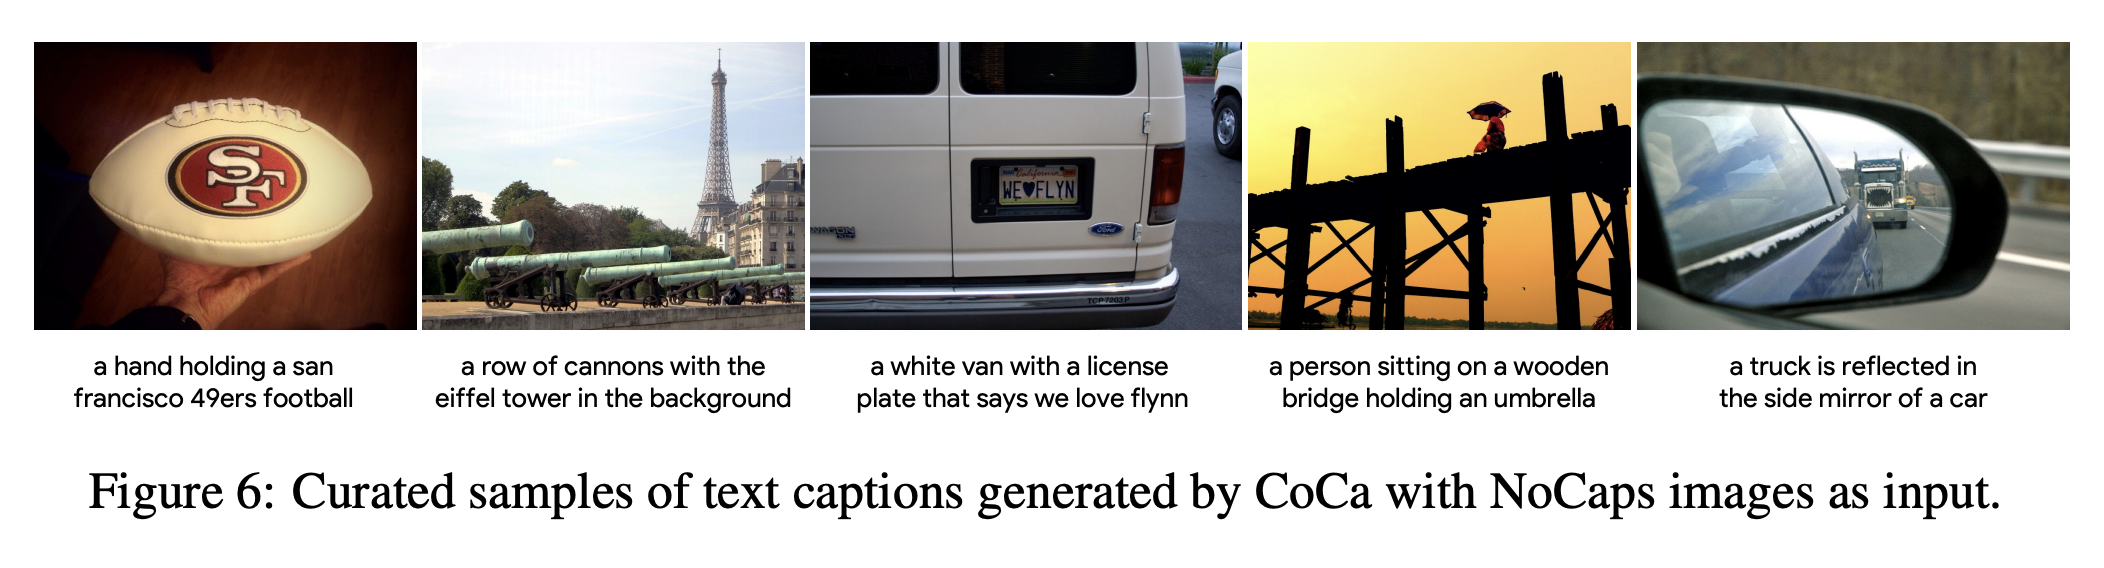 SF
California
WE♥FLYN
WAGON
Ford
TCP 7203 P
a hand holding a san
francisco 49ers football
a row of cannons with the
eiffel tower in the background
a white van with a license
plate that says we love flynn
a person sitting on a wooden
bridge holding an umbrella
a truck is reflected in
the side mirror of a car
Figure 6: Curated samples of text captions generated by CoCa with NoCaps images as input.